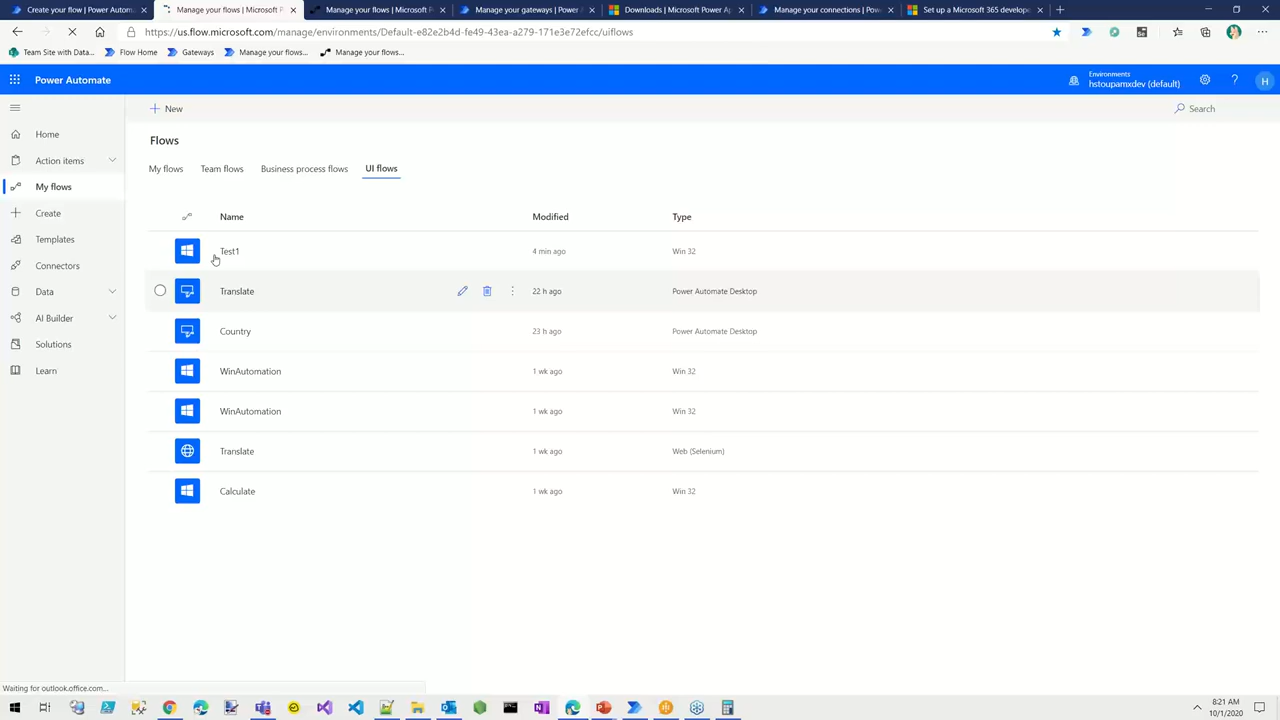 Create your flow | Power Automa
Manage your flows | Microsoft P
Manage your flows | Microsoft P
Manage your gateways | Power A
Downloads | Microsoft Power Ap
Manage your connections | Power
Set up a Microsoft 365 develope
https://us.flow.microsoft.com/manage/environments/Default-e82e2b4d-fe49-43ea-a279-171e3e72efcc/uiflows
Team Site with Data...
Flow Home
Gateways
Manage your flows...
Manage your flows...
Power Automate
Environments
hstoupamxdev (default)
?
H
New
Search
Home
Action items
My flows
Create
Templates
Connectors
Data
AI Builder
Solutions
Learn
Flows
My flows Team flows Business process flows UI flows
Name Modified Type
Test1 4 min ago Win 32
Translate 22 h ago Power Automate Desktop
Country 23 h ago Power Automate Desktop
WinAutomation 1 wk ago Win 32
WinAutomation 1 wk ago Win 32
Translate 1 wk ago Web (Selenium)
Calculate 1 wk ago Win 32
Waiting for outlook.office.com...
8:21 AM
10/1/2020